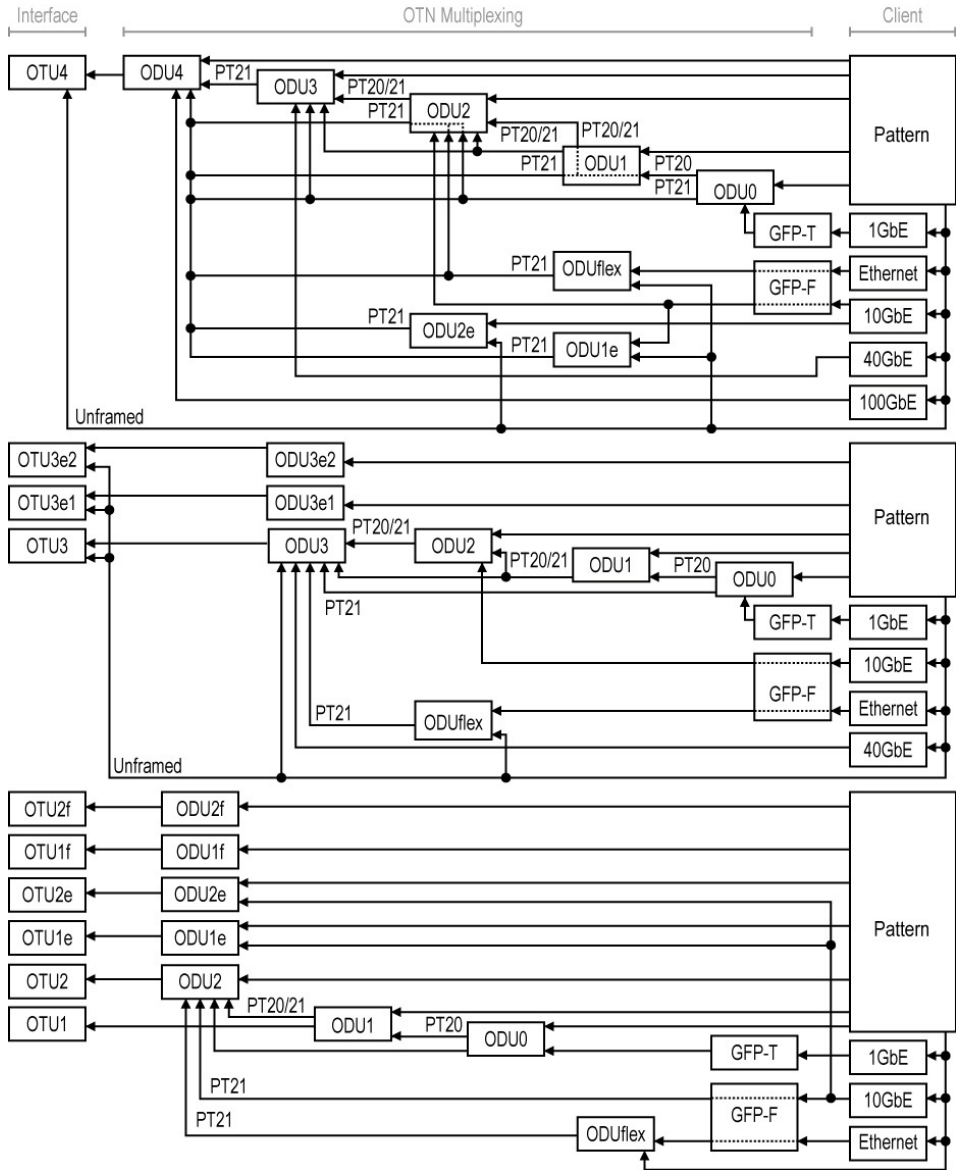 Interface OTN Multiplexing Client
OTU4 ODU4 PT21 ODU3 PT20/21 Pattern
PT21 ODU2 PT20/21 PT20/21
PT21 ODU1 PT20
PT21 ODU0
GFP-T 1GbE
PT21 ODUflex GFP-F Ethernet
PT21 ODU2e 10GbE
PT21 ODU1e 40GbE
100GbE
Unframed
OTU3e2 ODU3e2 Pattern
OTU3e1 ODU3e1
OTU3 ODU3 PT20/21 ODU2 PT20/21 ODU1 PT20 ODU0
PT21
GFP-T 1GbE
GFP-F 10GbE
PT21 ODUflex Ethernet
40GbE
Unframed
OTU2f ODU2f Pattern
OTU1f ODU1f
OTU2e ODU2e
OTU1e ODU1e
OTU2 ODU2
PT20/21
OTU1 ODU1 PT20 ODU0
GFP-T 1GbE
PT21 GFP-F 10GbE
PT21 ODUflex Ethernet